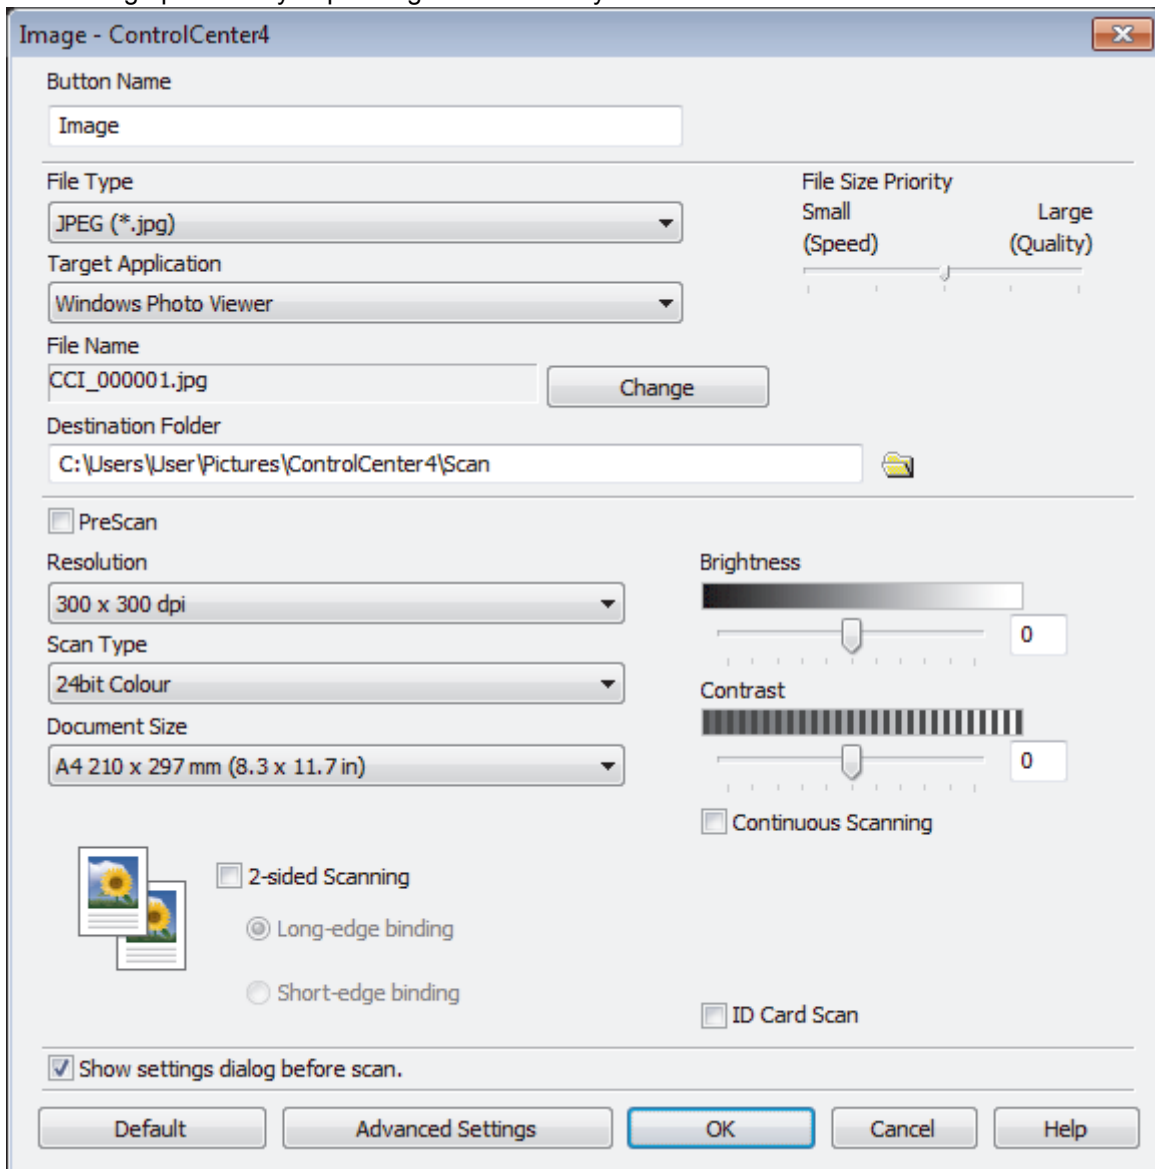 Image - ControlCenter4
Button Name
Image
File Type
JPEG (*.jpg)
Target Application
Windows Photo Viewer
File Name
CCI_000001.jpg
Change
Destination Folder
C:\Users\User\Pictures\ControlCenter4\Scan
File Size Priority
Small Large
(Speed) (Quality)
PreScan
Resolution
300 x 300 dpi
Scan Type
24bit Colour
Document Size
A4 210 x 297 mm (8.3 x 11.7 in)
Brightness
0
Contrast
0
Continuous Scanning
2-sided Scanning
Long-edge binding
Short-edge binding
ID Card Scan
Show settings dialog before scan.
Default Advanced Settings OK Cancel Help